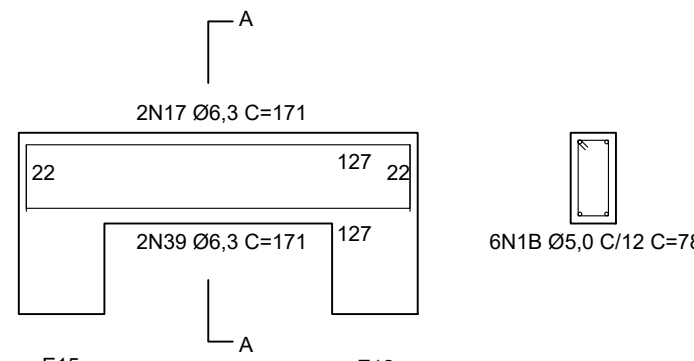 A
2N17 Ø6,3 C=171
22 127 22
2N39 Ø6,3 C=171 127
6N1B Ø5,0 C/12 C=78
A